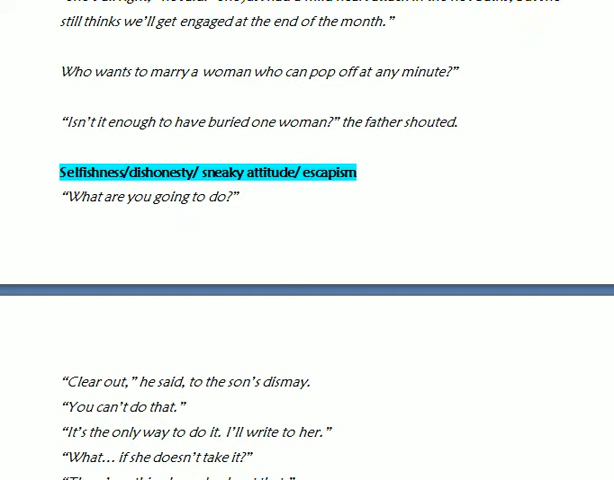 still thinks we'll get engaged at the end of the month."
Who wants to marry a woman who can pop off at any minute?"
"Isn't it enough to have buried one woman?" the father shouted.
Selfishness/dishonesty/ sneaky attitude/ escapism
"What are you going to do?"
"Clear out," he said, to the son's dismay.
"You can't do that."
"It's the only way to do it. I'll write to her."
"What... if she doesn't take it?"